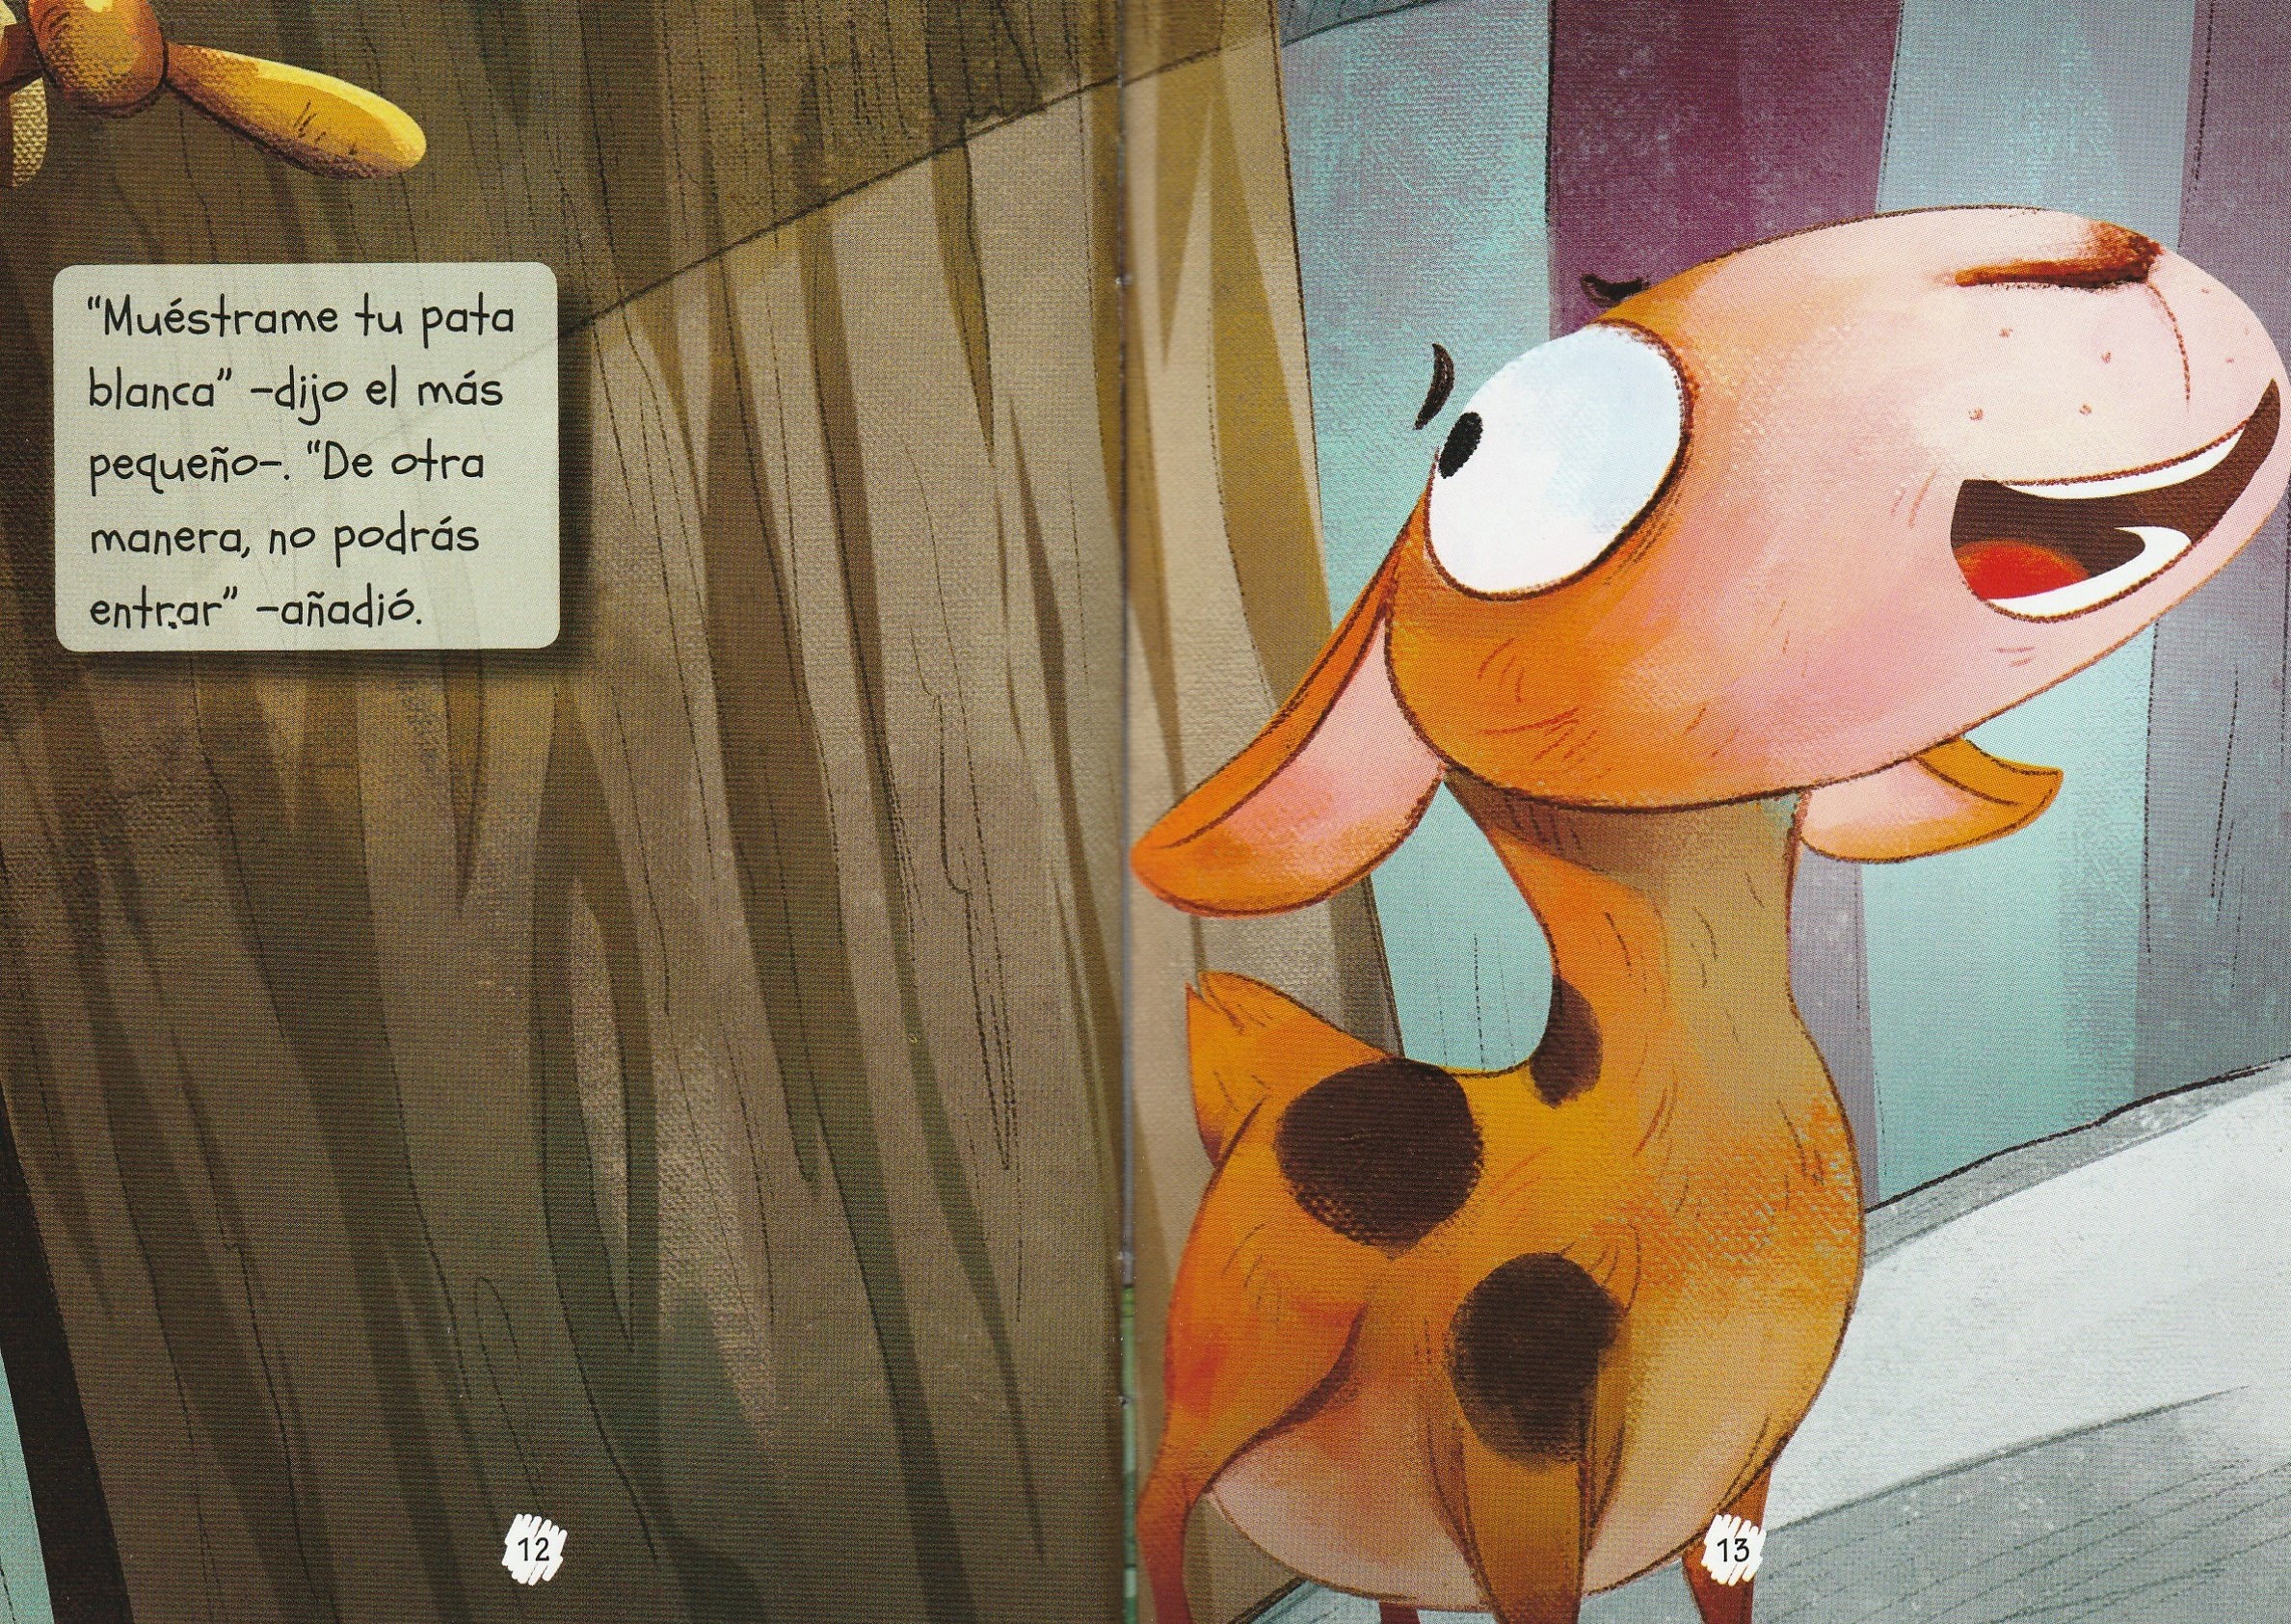 “Muéstrame tu pata
blanca” –dijo el más
pequeño–. “De otra
manera, no podrás
entrar” –añadió.
12
13